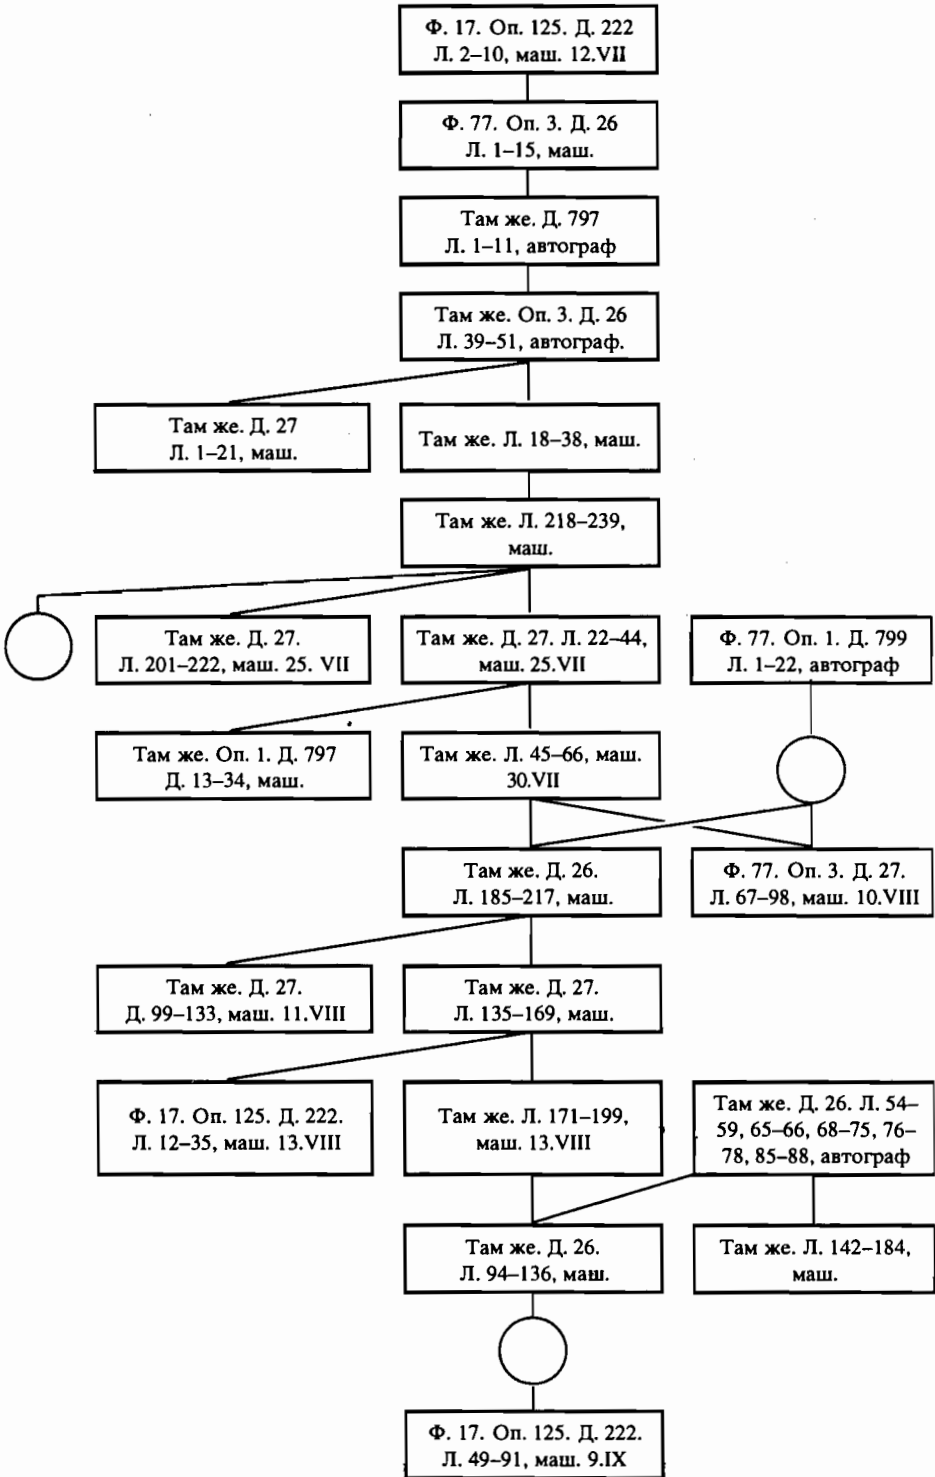 Ф. 17. Оп. 125. Д. 222
Л. 2–10, маш. 12.VII
Ф. 77. Оп. 3. Д. 26
Л. 1–15, маш.
Там же. Д. 797
Л. 1–11, автограф
Там же. Оп. 3. Д. 26
Л. 39–51, автограф.
Там же. Д. 27
Л. 1–21, маш.
Там же. Л. 18–38, маш.
Там же. Л. 218–239,
маш.
Там же. Д. 27.
Л. 201–222, маш. 25. VII
Там же. Д. 27. Л. 22–44,
маш. 25.VII
Ф. 77. Оп. 1. Д. 799
Л. 1–22, автограф
Там же. Оп. 1. Д. 797
Д. 13–34, маш.
Там же. Л. 45–66, маш.
30.VII
Там же. Д. 26.
Л. 185–217, маш.
Ф. 77. Оп. 3. Д. 27.
Л. 67–98, маш. 10.VIII
Там же. Д. 27.
Д. 99–133, маш. 11.VIII
Там же. Д. 27.
Л. 135–169, маш.
Ф. 17. Оп. 125. Д. 222.
Л. 12–35, маш. 13.VIII
Там же. Л. 171–199,
маш. 13.VIII
Там же. Д. 26. Л. 54–
59, 65–66, 68–75, 76–
78, 85–88, автограф
Там же. Д. 26.
Л. 94–136, маш.
Там же. Л. 142–184,
маш.
Ф. 17. Оп. 125. Д. 222.
Л. 49–91, маш. 9.IX